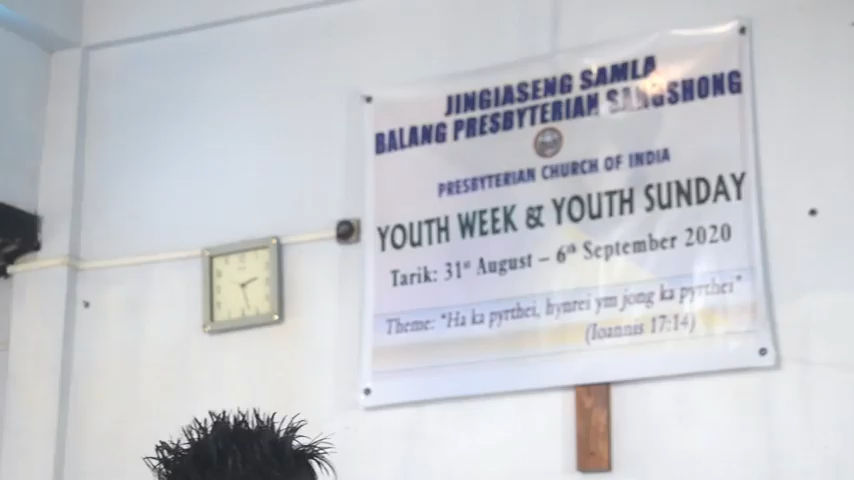 JINGIASENG SAMLA
BALANG PRESBYTERIAN SANGSHONG
PRESBYTERIAN CHURCH OF INDIA
YOUTH WEEK & YOUTH SUNDAY
Tarik: 31st August – 6th September 2020
Theme: "Ha ka pyrthei, hynrei ym jong ka pyrthei"
(Ioannis 17:14)